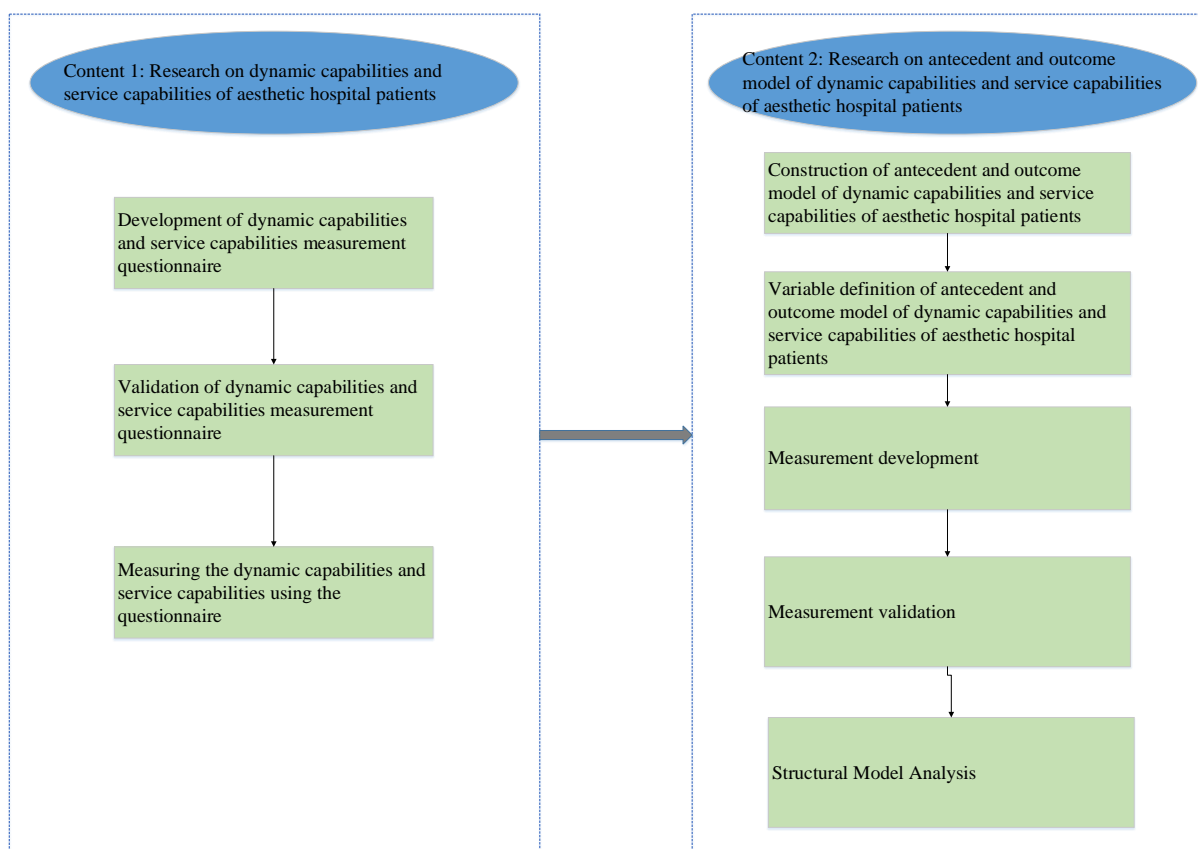 Content 1: Research on dynamic capabilities and
service capabilities of aesthetic hospital patients
Development of dynamic capabilities
and service capabilities measurement
questionnaire
Validation of dynamic capabilities and
service capabilities measurement
questionnaire
Measuring the dynamic capabilities and
service capabilities using the
questionnaire
Content 2: Research on antecedent and outcome
model of dynamic capabilities and service capabilities
of aesthetic hospital patients
Construction of antecedent and outcome
model of dynamic capabilities and service
capabilities of aesthetic hospital patients
Variable definition of antecedent and
outcome model of dynamic capabilities and
service capabilities of aesthetic hospital
patients
Measurement development
Measurement validation
Structural Model Analysis